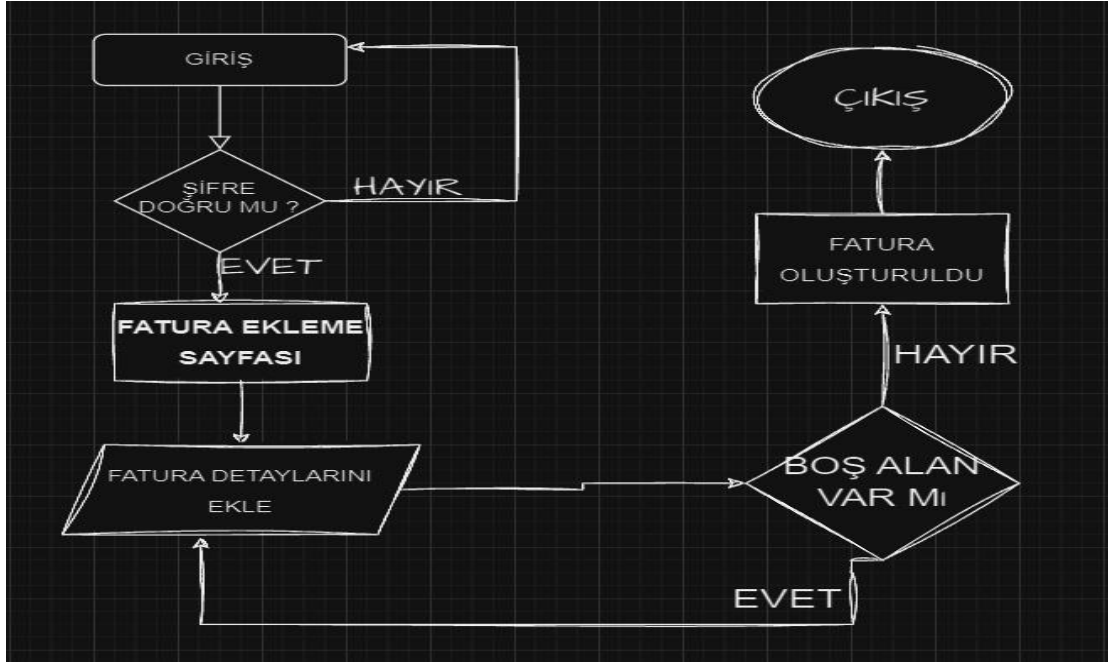 GİRİŞ
ŞİFRE
DOĞRU MU ?
HAYIR
EVET
FATURA EKLEME
SAYFASI
FATURA DETAYLARINI
EKLE
BOŞ ALAN
VAR MI
EVET
HAYIR
FATURA
OLUŞTURULDU
ÇIKIŞ